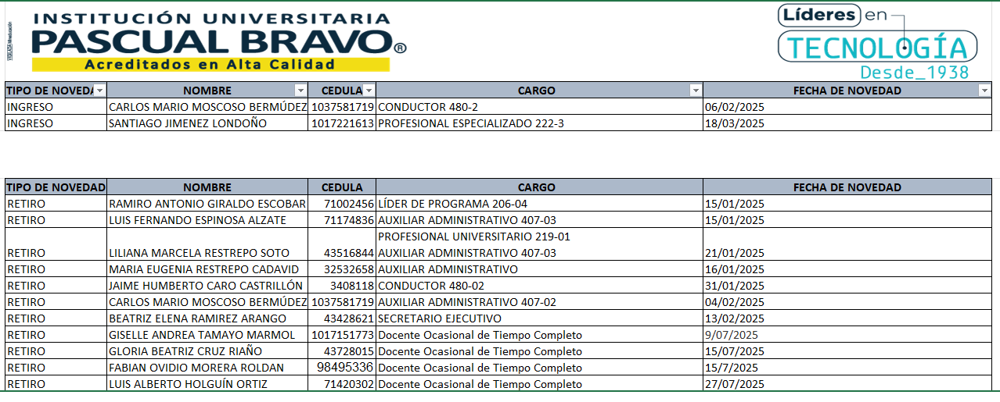 INSTITUCIÓN UNIVERSITARIA
PASCUAL BRAVO®
Acreditados en Alta Calidad
Líderes en
TECNOLOGÍA
Desde_1938
TIPO DE NOVEDA NOMBRE CEDULA CARGO FECHA DE NOVEDAD
INGRESO CARLOS MARIO MOSCOSO BERMÚDEZ 1037581719 CONDUCTOR 480-2 06/02/2025
INGRESO SANTIAGO JIMENEZ LONDOÑO 1017221613 PROFESIONAL ESPECIALIZADO 222-3 18/03/2025
TIPO DE NOVEDAD NOMBRE CEDULA CARGO FECHA DE NOVEDAD
RETIRO RAMIRO ANTONIO GIRALDO ESCOBAR 71002456 LÍDER DE PROGRAMA 206-04 15/01/2025
RETIRO LUIS FERNANDO ESPINOSA ALZATE 71174836 AUXILIAR ADMINISTRATIVO 407-03 15/01/2025
PROFESIONAL UNIVERSITARIO 219-01
RETIRO LILIANA MARCELA RESTREPO SOTO 43516844 AUXILIAR ADMINISTRATIVO 407-03 21/01/2025
RETIRO MARIA EUGENIA RESTREPO CADAVID 32532658 AUXILIAR ADMINISTRATIVO 16/01/2025
RETIRO JAIME HUMBERTO CARO CASTRILLÓN 3408118 CONDUCTOR 480-02 31/01/2025
RETIRO CARLOS MARIO MOSCOSO BERMÚDEZ 1037581719 AUXILIAR ADMINISTRATIVO 407-02 04/02/2025
RETIRO BEATRIZ ELENA RAMIREZ ARANGO 43428621 SECRETARIO EJECUTIVO 13/02/2025
RETIRO GISELLE ANDREA TAMAYO MARMOL 1017151773 Docente Ocasional de Tiempo Completo 9/07/2025
RETIRO GLORIA BEATRIZ CRUZ RIAÑO 43728015 Docente Ocasional de Tiempo Completo 15/07/2025
RETIRO FABIAN OVIDIO MORERA ROLDAN 98495336 Docente Ocasional de Tiempo Completo 15/7/2025
RETIRO LUIS ALBERTO HOLGUÍN ORTIZ 71420302 Docente Ocasional de Tiempo Completo 27/07/2025